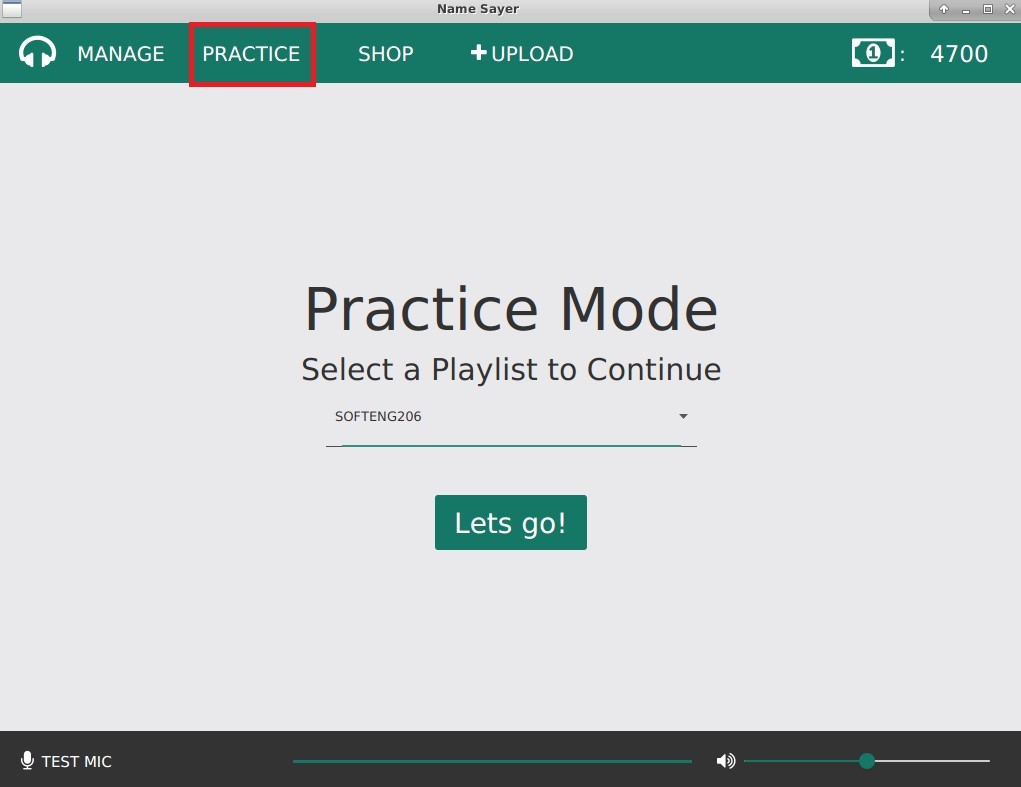 Name Sayer
MANAGE PRACTICE SHOP UPLOAD 1 : 4700
Practice Mode
Select a Playlist to Continue
SOFTENG206
Lets go!
TEST MIC